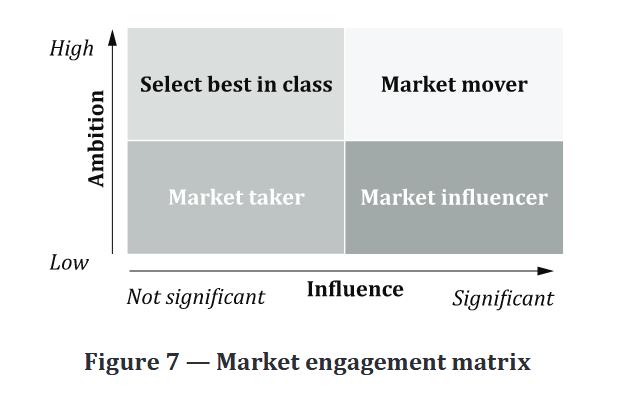 High
Select best in class
Market mover
Ambition
Market taker
Market influencer
Low
Not significant
Influence
Significant
Figure 7 — Market engagement matrix